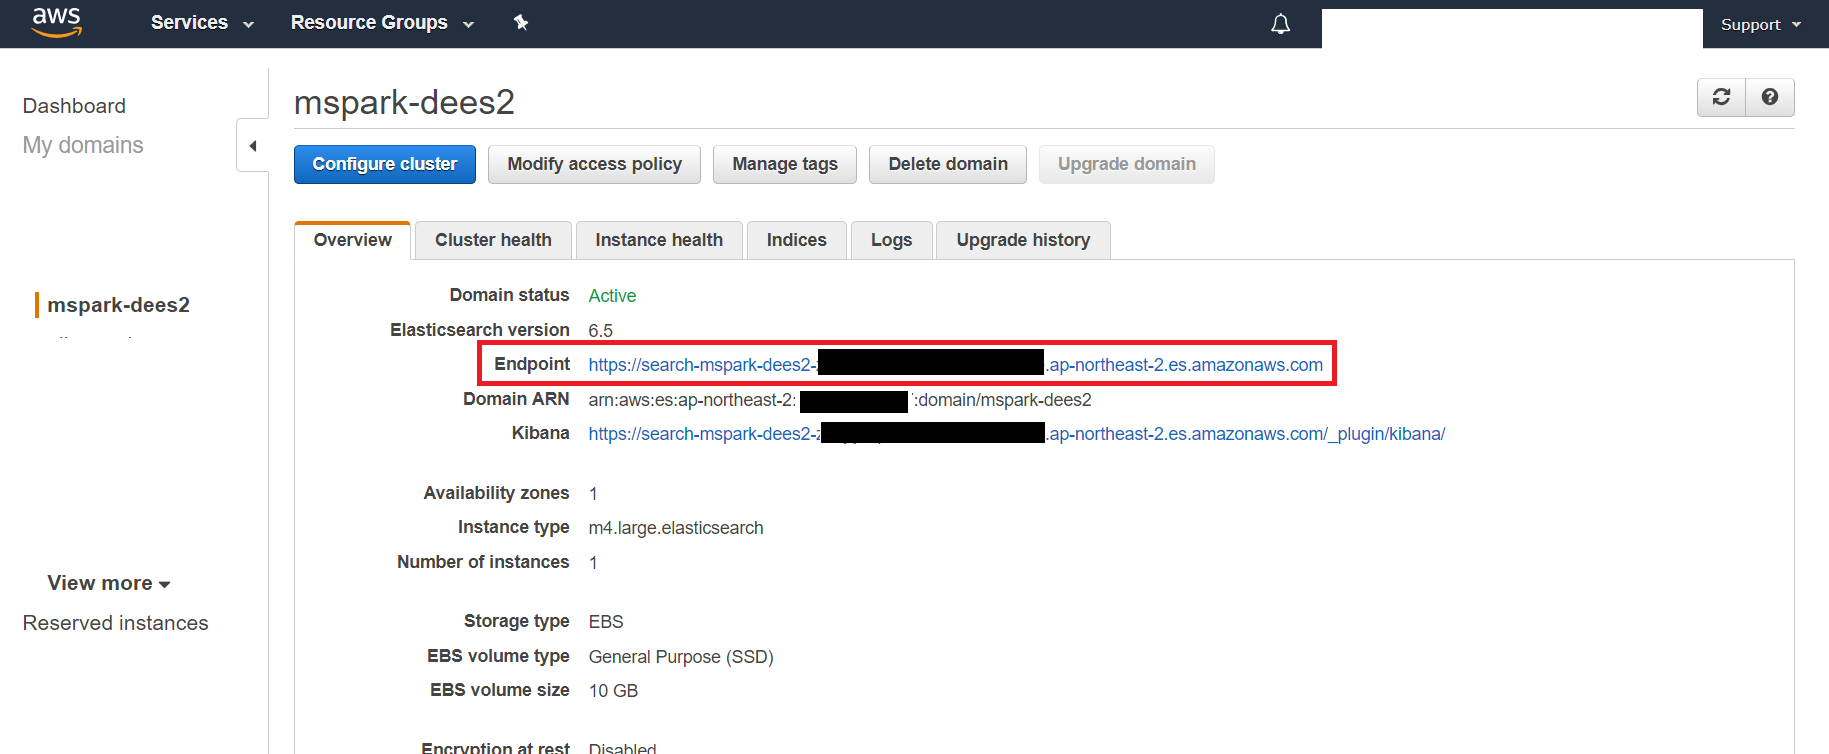 aws
Services
Resource Groups
Support
Dashboard
My domains
mspark-dees2
View more
Reserved instances
mspark-dees2
Configure cluster
Modify access policy
Manage tags
Delete domain
Upgrade domain
Overview
Cluster health
Instance health
Indices
Logs
Upgrade history
Domain status Active
Elasticsearch version 6.5
Endpoint https://search-mspark-dees2- .ap-northeast-2.es.amazonaws.com
Domain ARN arn:aws:es:ap-northeast-2: :domain/mspark-dees2
Kibana https://search-mspark-dees2- .ap-northeast-2.es.amazonaws.com/_plugin/kibana/
Availability zones 1
Instance type m4.large.elasticsearch
Number of instances 1
Storage type EBS
EBS volume type General Purpose (SSD)
EBS volume size 10 GB
Encryption at rest Disabled